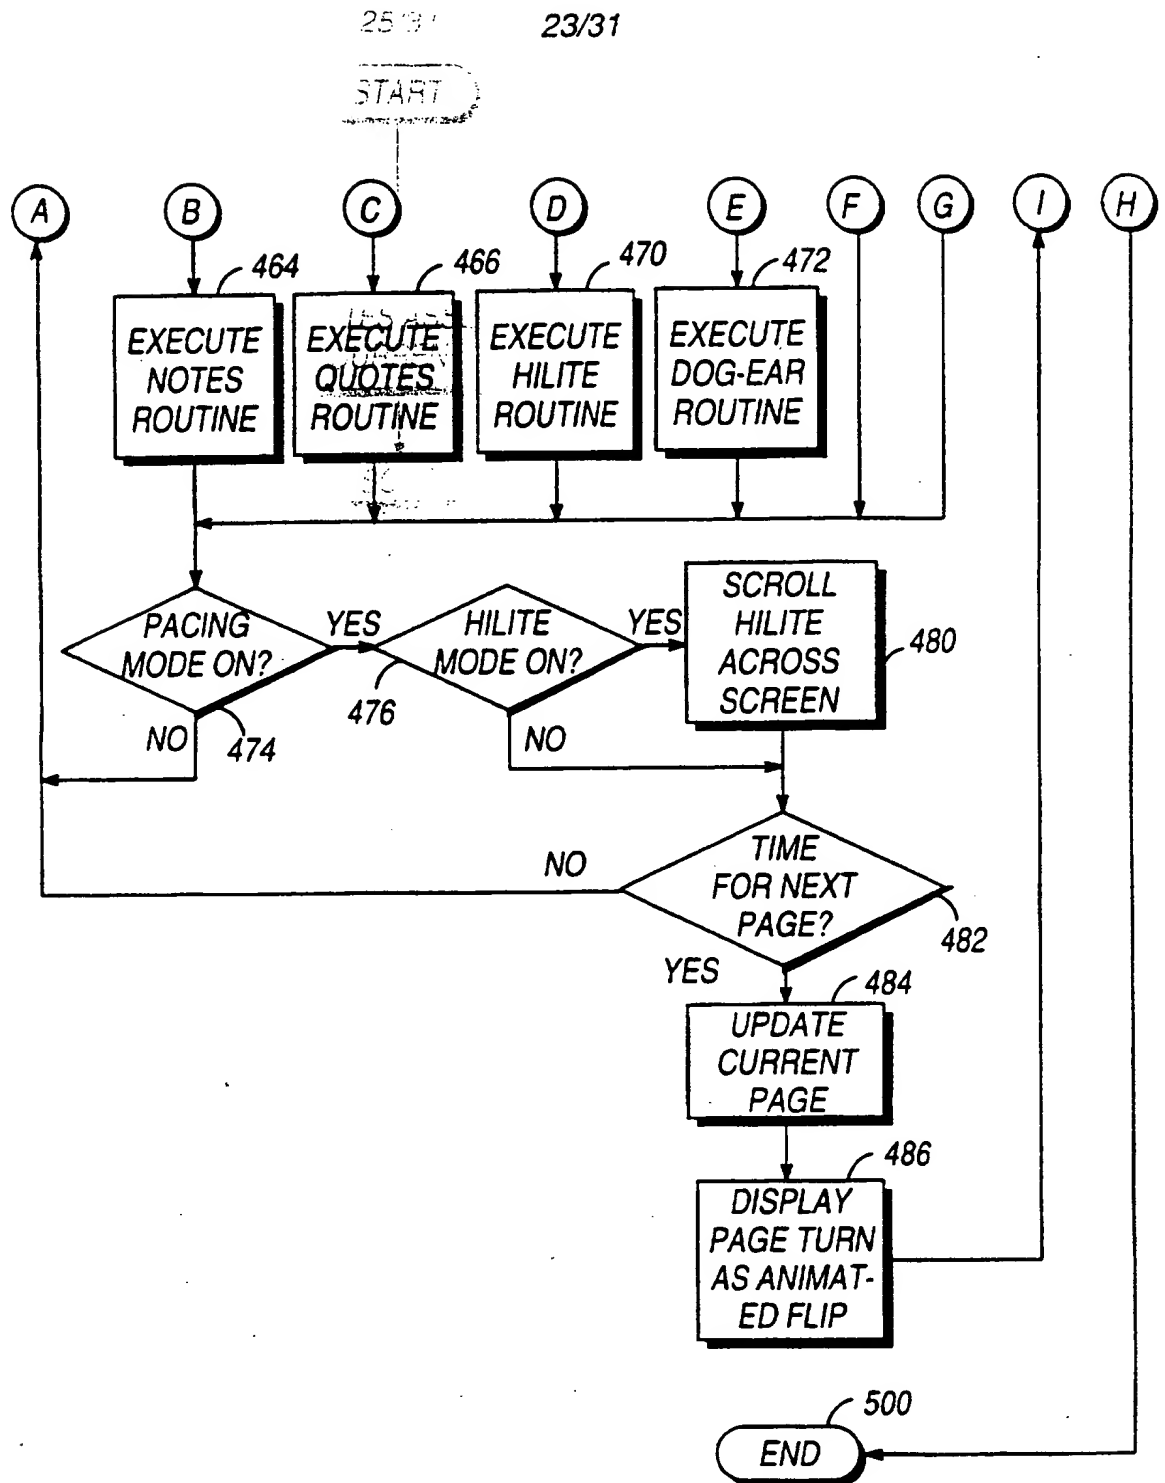 23/31
START
A B C D E F G I H
464
466
470
472
EXECUTE
NOTES
ROUTINE
EXECUTE
QUOTES
ROUTINE
EXECUTE
HILITE
ROUTINE
EXECUTE
DOG-EAR
ROUTINE
PACING
MODE ON?
YES
NO
474
HILITE
MODE ON?
YES
476
NO
SCROLL
HILITE
ACROSS
SCREEN
480
TIME
FOR NEXT
PAGE?
NO
482
YES
484
UPDATE
CURRENT
PAGE
486
DISPLAY
PAGE TURN
AS ANIMAT-
ED FLIP
500
END